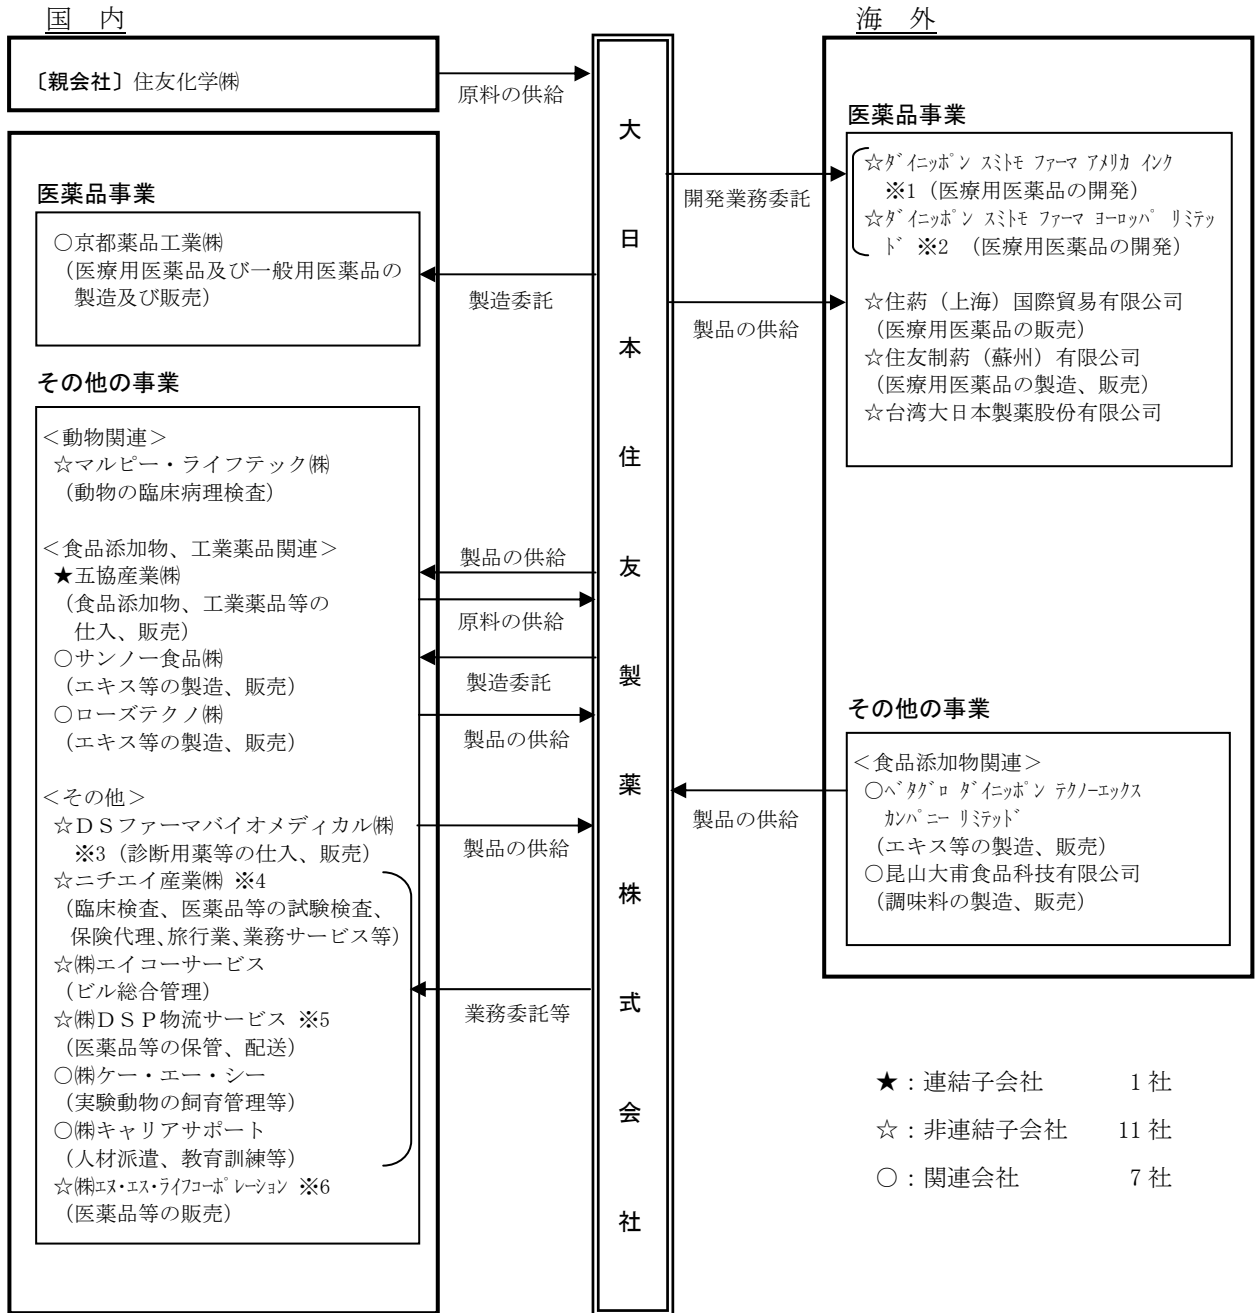 国 内
〔親会社〕住友化学㈱
医薬品事業
○京都薬品工業㈱
（医療用医薬品及び一般用医薬品の
製造及び販売）
その他の事業
＜動物関連＞
☆マルピー・ライフテック㈱
（動物の臨床病理検査）
＜食品添加物、工業薬品関連＞
★五協産業㈱
（食品添加物、工業薬品等の
仕入、販売）
○サンノー食品㈱
（エキス等の製造、販売）
○ローズテクノ㈱
（エキス等の製造、販売）
＜その他＞
☆ＤＳファーマバイオメディカル㈱
※3（診断用薬等の仕入、販売）
☆ニチエイ産業㈱ ※4
（臨床検査、医薬品等の試験検査、
保険代理、旅行業、業務サービス等）
☆㈱エイコーサービス
（ビル総合管理）
☆㈱ＤＳＰ物流サービス ※5
（医薬品等の保管、配送）
○㈱ケー・エー・シー
（実験動物の飼育管理等）
○㈱キャリアサポート
（人材派遣、教育訓練等）
☆㈱ｴﾇ・ｴｽ・ﾗｲﾌｺｰﾎﾟﾚｰｼｮﾝ ※6
（医薬品等の販売）
原料の供給
製造委託
製品の供給
原料の供給
製造委託
製品の供給
製品の供給
業務委託等
大日本住友製薬株式会社
開発業務委託
製品の供給
製品の供給
海 外
医薬品事業
☆ﾀﾞｲﾆｯﾎﾟﾝ ｽﾐﾄﾓ ﾌｧｰﾏ ｱﾒﾘｶ ｲﾝｸ
※1（医療用医薬品の開発）
☆ﾀﾞｲﾆｯﾎﾟﾝ ｽﾐﾄﾓ ﾌｧｰﾏ ﾖｰﾛｯﾊﾟ ﾘﾐﾃｯ
ﾄﾞ ※2 （医療用医薬品の開発）
☆住葯（上海）国際貿易有限公司
（医療用医薬品の販売）
☆住友制葯（蘇州）有限公司
（医療用医薬品の製造、販売）
☆台湾大日本製薬股份有限公司
その他の事業
＜食品添加物関連＞
○ﾍﾞﾀｸﾞﾛ ﾀﾞｲﾆｯﾎﾟﾝ ﾃｸﾉｰｴｯｸｽ
ｶﾝﾊﾟﾆｰ ﾘﾐﾃｯﾄﾞ
（エキス等の製造、販売）
○昆山大甫食品科技有限公司
（調味料の製造、販売）
★：連結子会社 1 社
☆：非連結子会社 11 社
○：関連会社 7 社